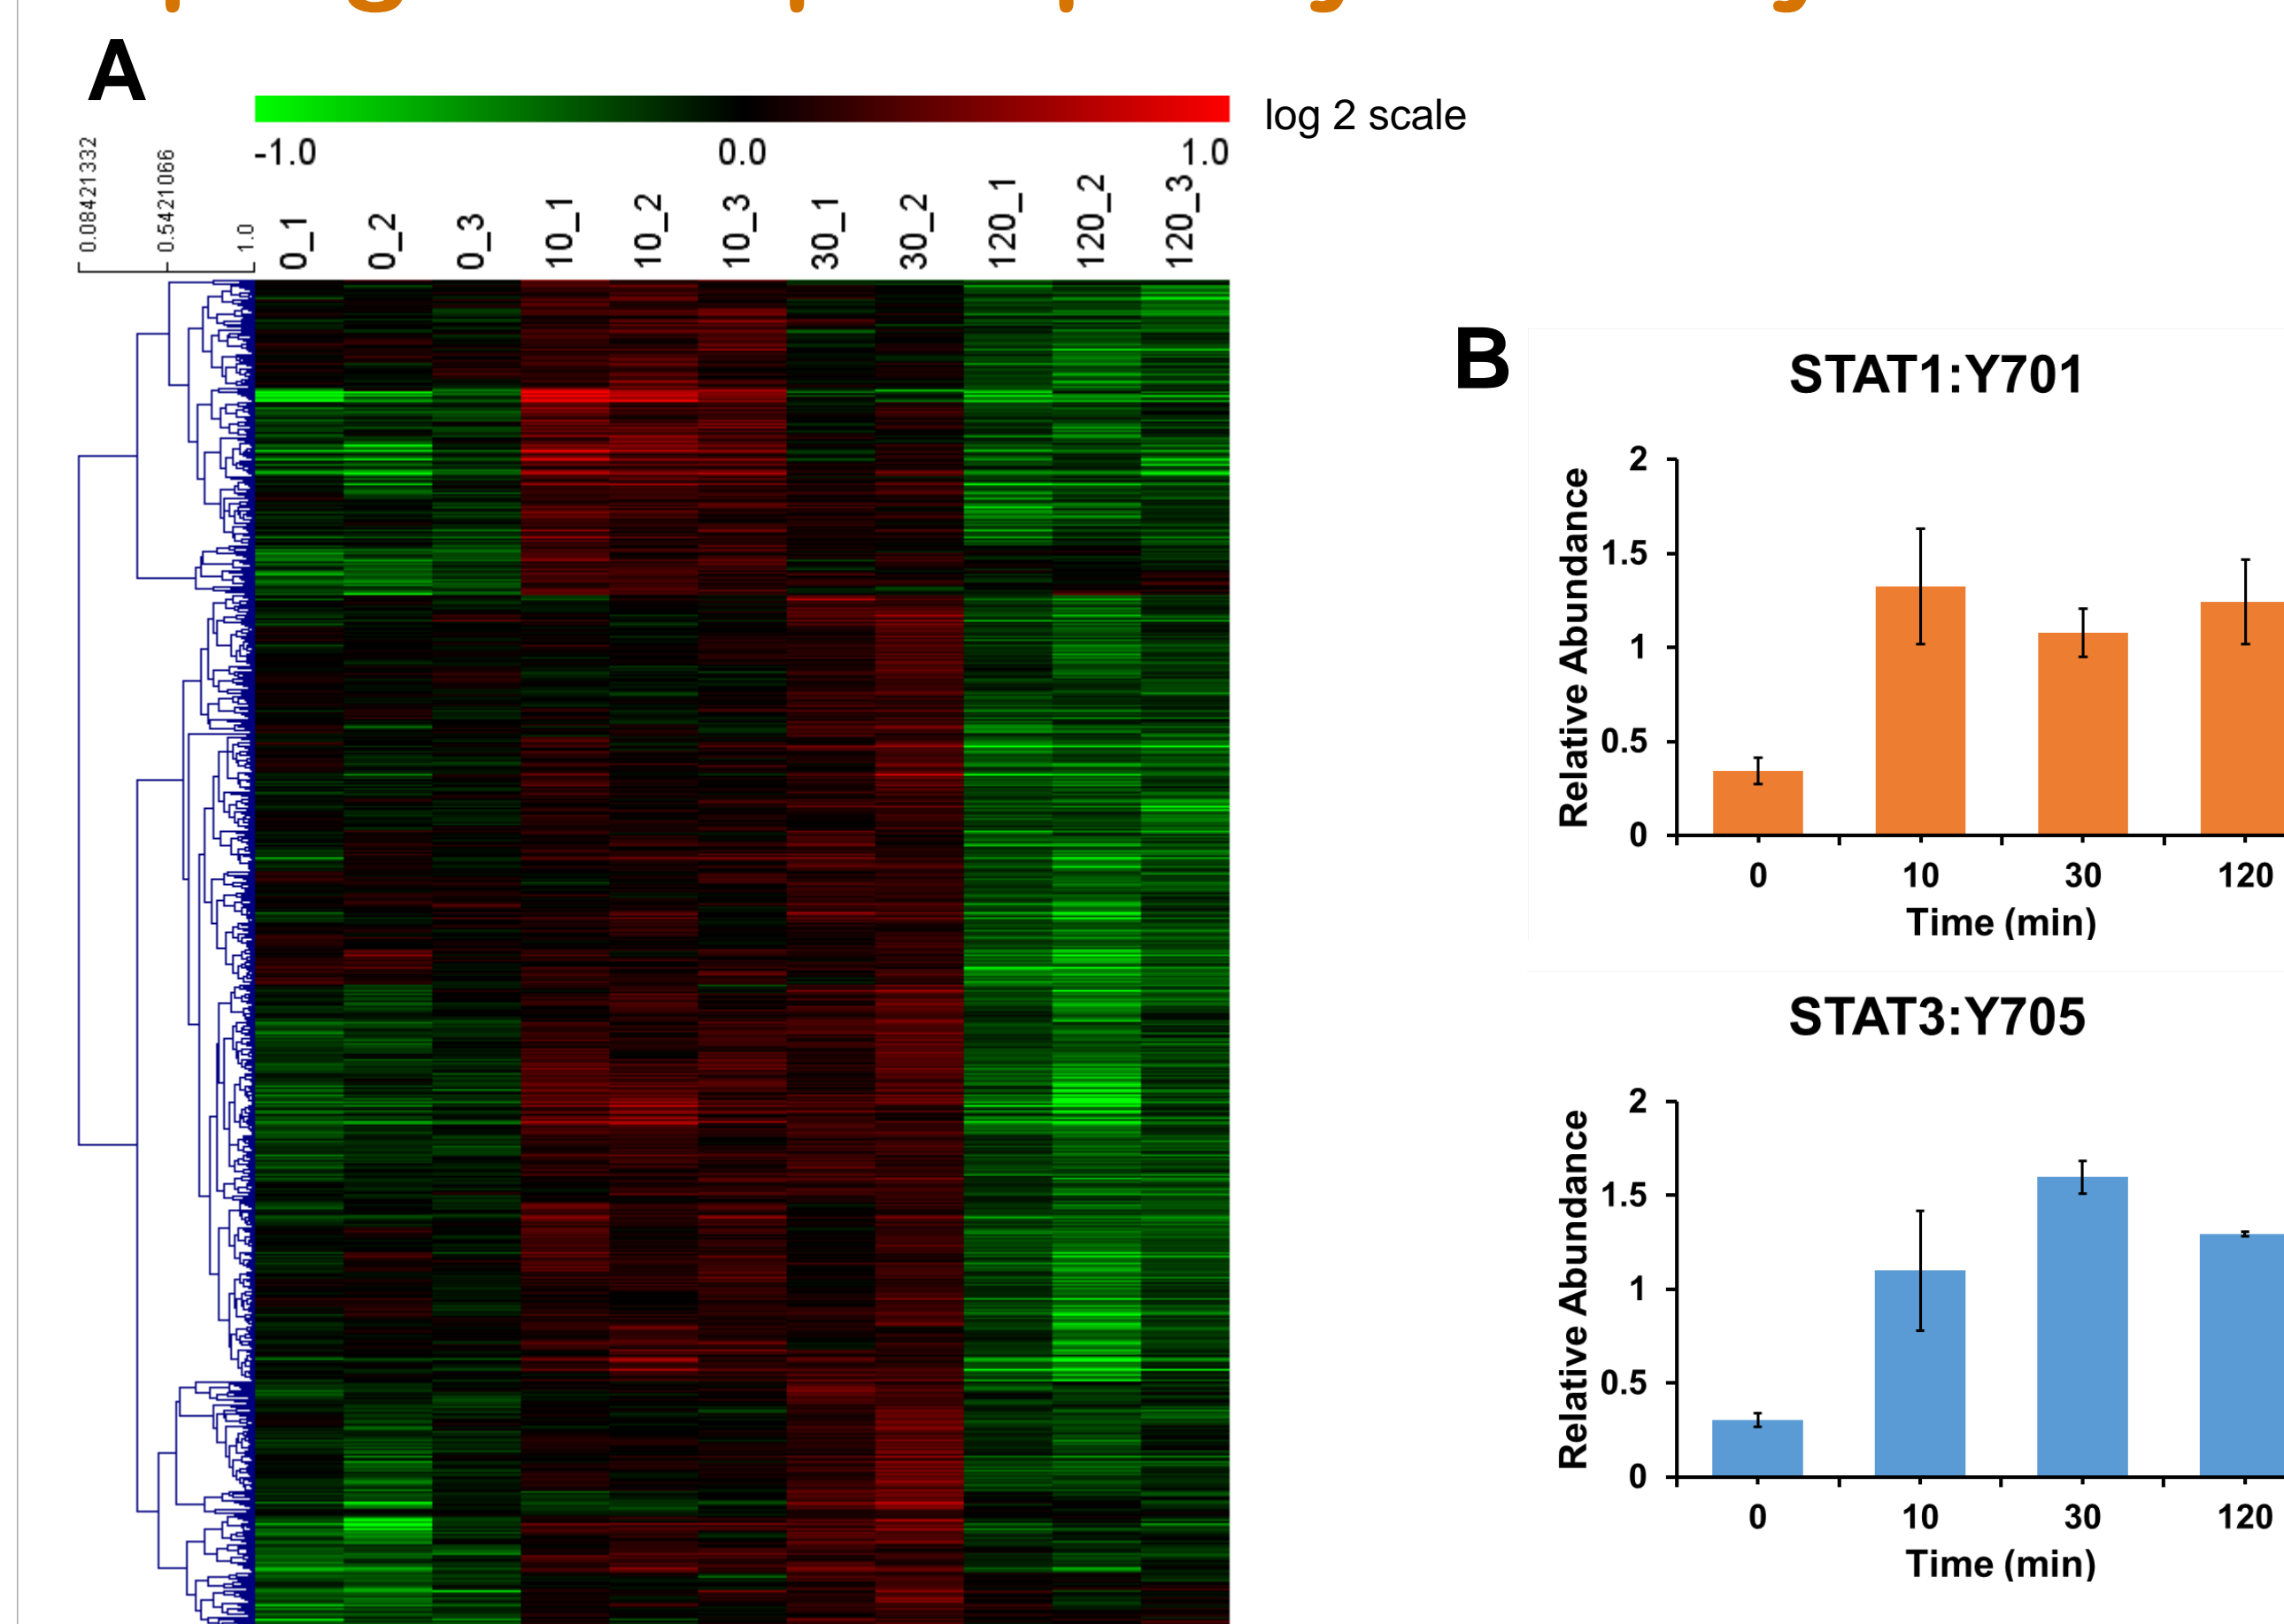 A
log 2 scale
-1.0 0.0 1.0
0.08421332 0.5421066 1.0
0_1 0_2 0_3 10_1 10_2 10_3 30_1 30_2 120_1 120_2 120_3
B
STAT1:Y701
Relative Abundance
2
1.5
1
0.5
0
0 10 30 120
Time (min)
STAT3:Y705
Relative Abundance
2
1.5
1
0.5
0
0 10 30 120
Time (min)